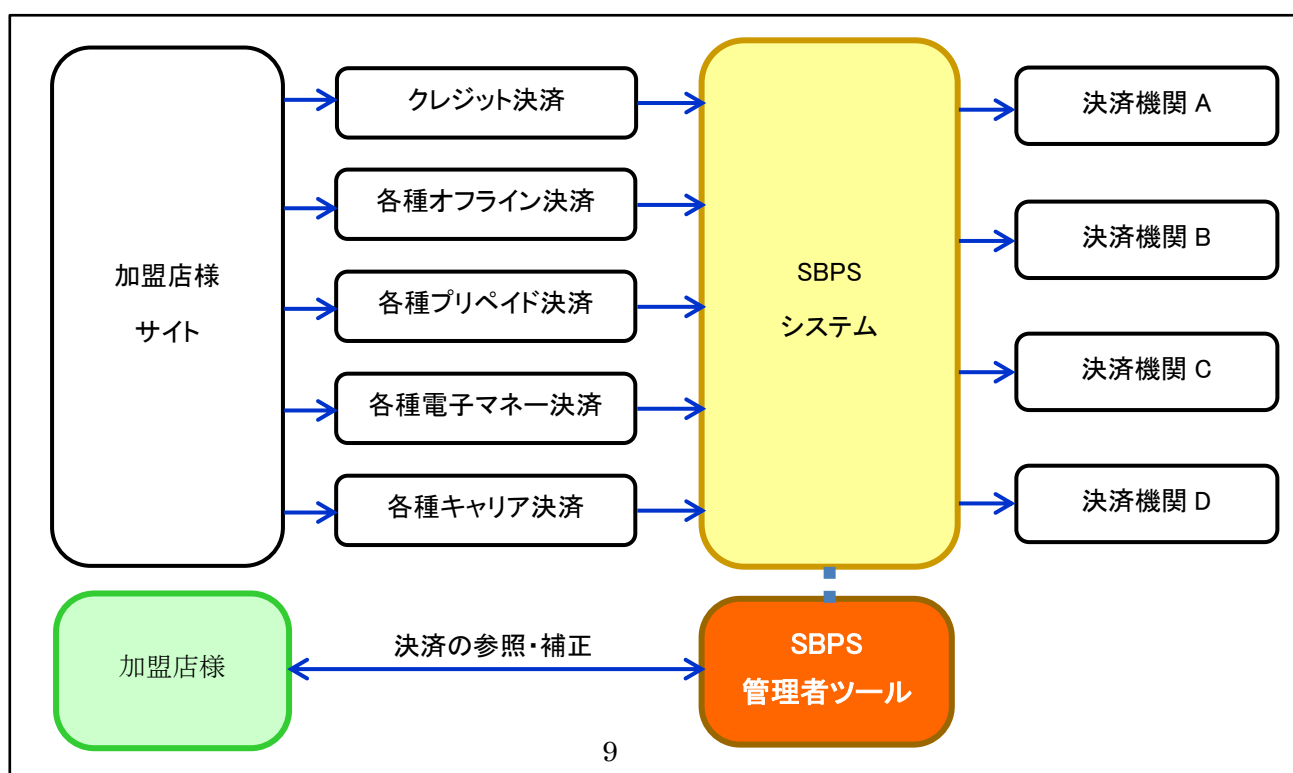 加盟店様
サイト
クレジット決済
各種オフライン決済
各種プリペイド決済
各種電子マネー決済
各種キャリア決済
SBPS
システム
決済機関 A
決済機関 B
決済機関 C
決済機関 D
加盟店様
決済の参照・補正
SBPS
管理者ツール
9